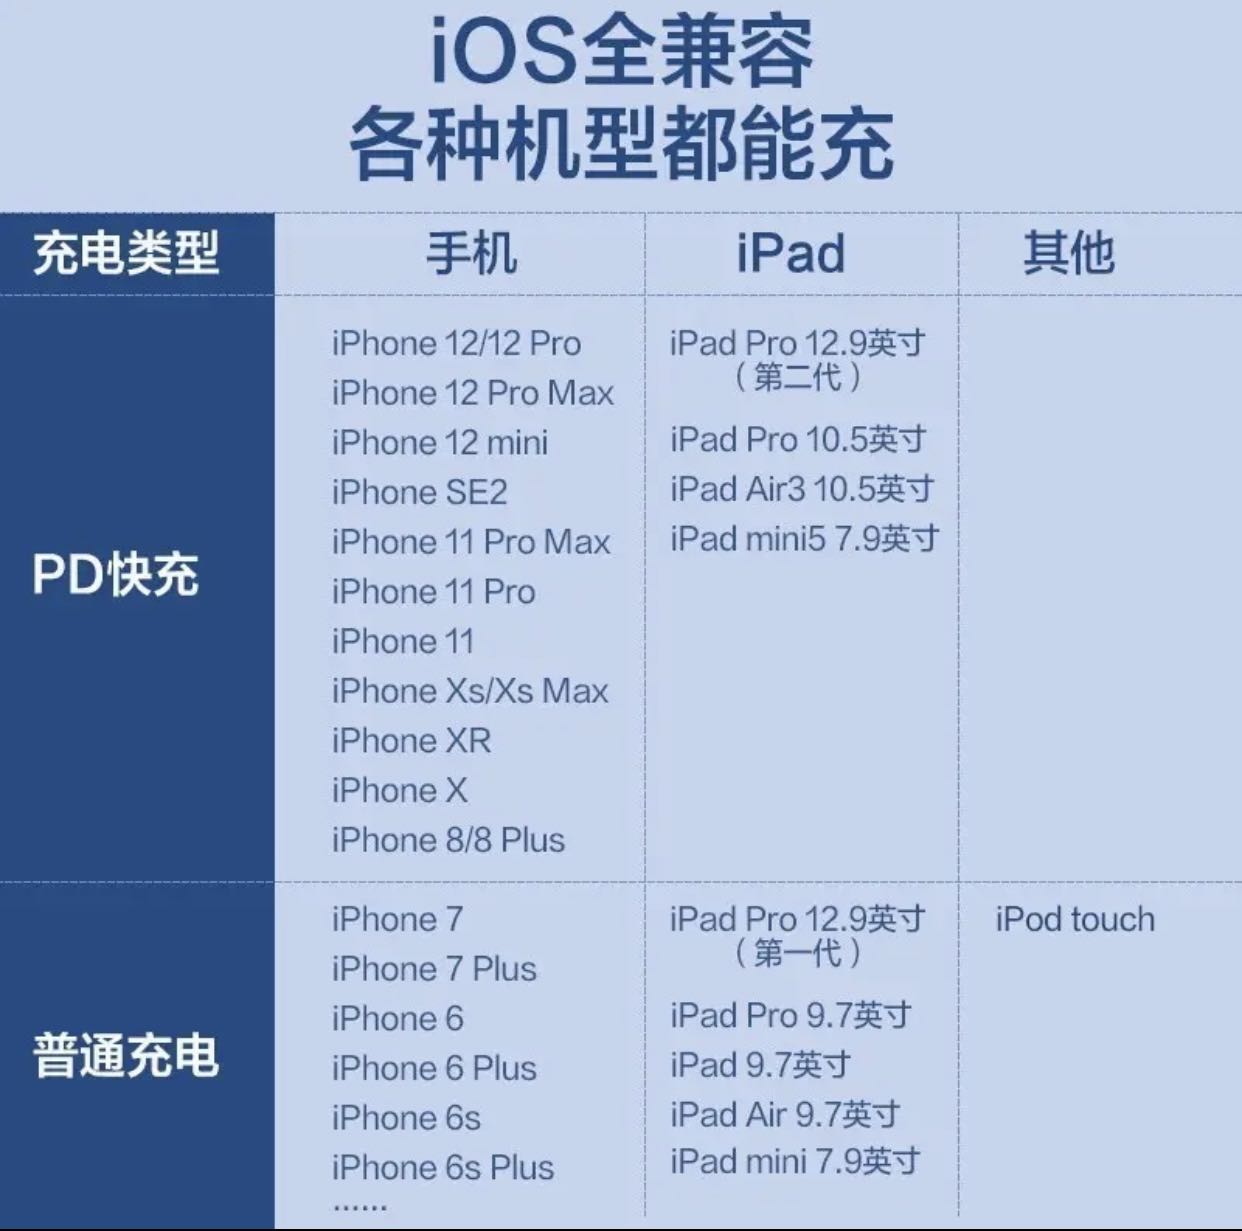 iOS全兼容
各种机型都能充
充电类型
手机
iPad
其他
PD快充
iPhone 12/12 Pro
iPhone 12 Pro Max
iPhone 12 mini
iPhone SE2
iPhone 11 Pro Max
iPhone 11 Pro
iPhone 11
iPhone Xs/Xs Max
iPhone XR
iPhone X
iPhone 8/8 Plus
iPad Pro 12.9英寸
（第二代）
iPad Pro 10.5英寸
iPad Air3 10.5英寸
iPad mini5 7.9英寸
普通充电
iPhone 7
iPhone 7 Plus
iPhone 6
iPhone 6 Plus
iPhone 6s
iPhone 6s Plus
······
iPad Pro 12.9英寸
（第一代）
iPad Pro 9.7英寸
iPad 9.7英寸
iPad Air 9.7英寸
iPad mini 7.9英寸
iPod touch